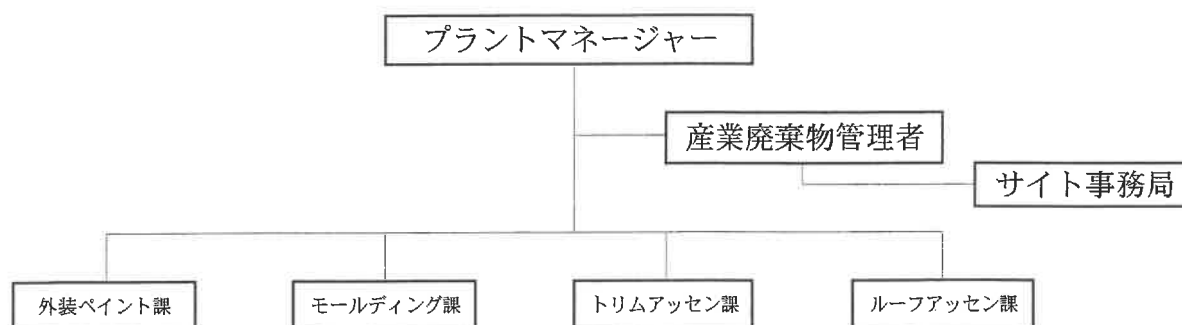 プラントマネージャー
産業廃棄物管理者
サイト事務局
外装ペイント課
モールディング課
トリムアッセン課
ルーフアッセン課